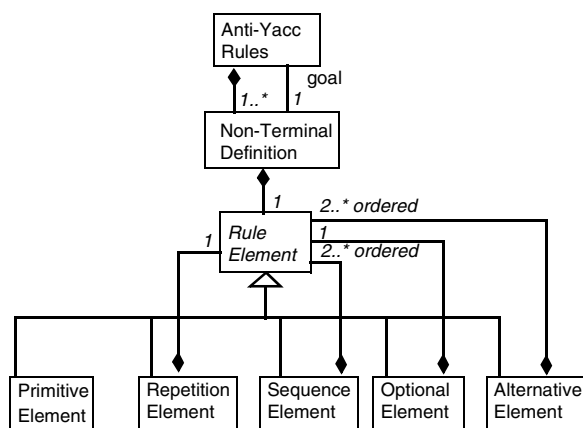 Anti-Yacc
Rules
goal
1..*
1
Non-Terminal
Definition
1
2..* ordered
1
Rule
Element
1
2..* ordered
Primitive
Element
Repetition
Element
Sequence
Element
Optional
Element
Alternative
Element